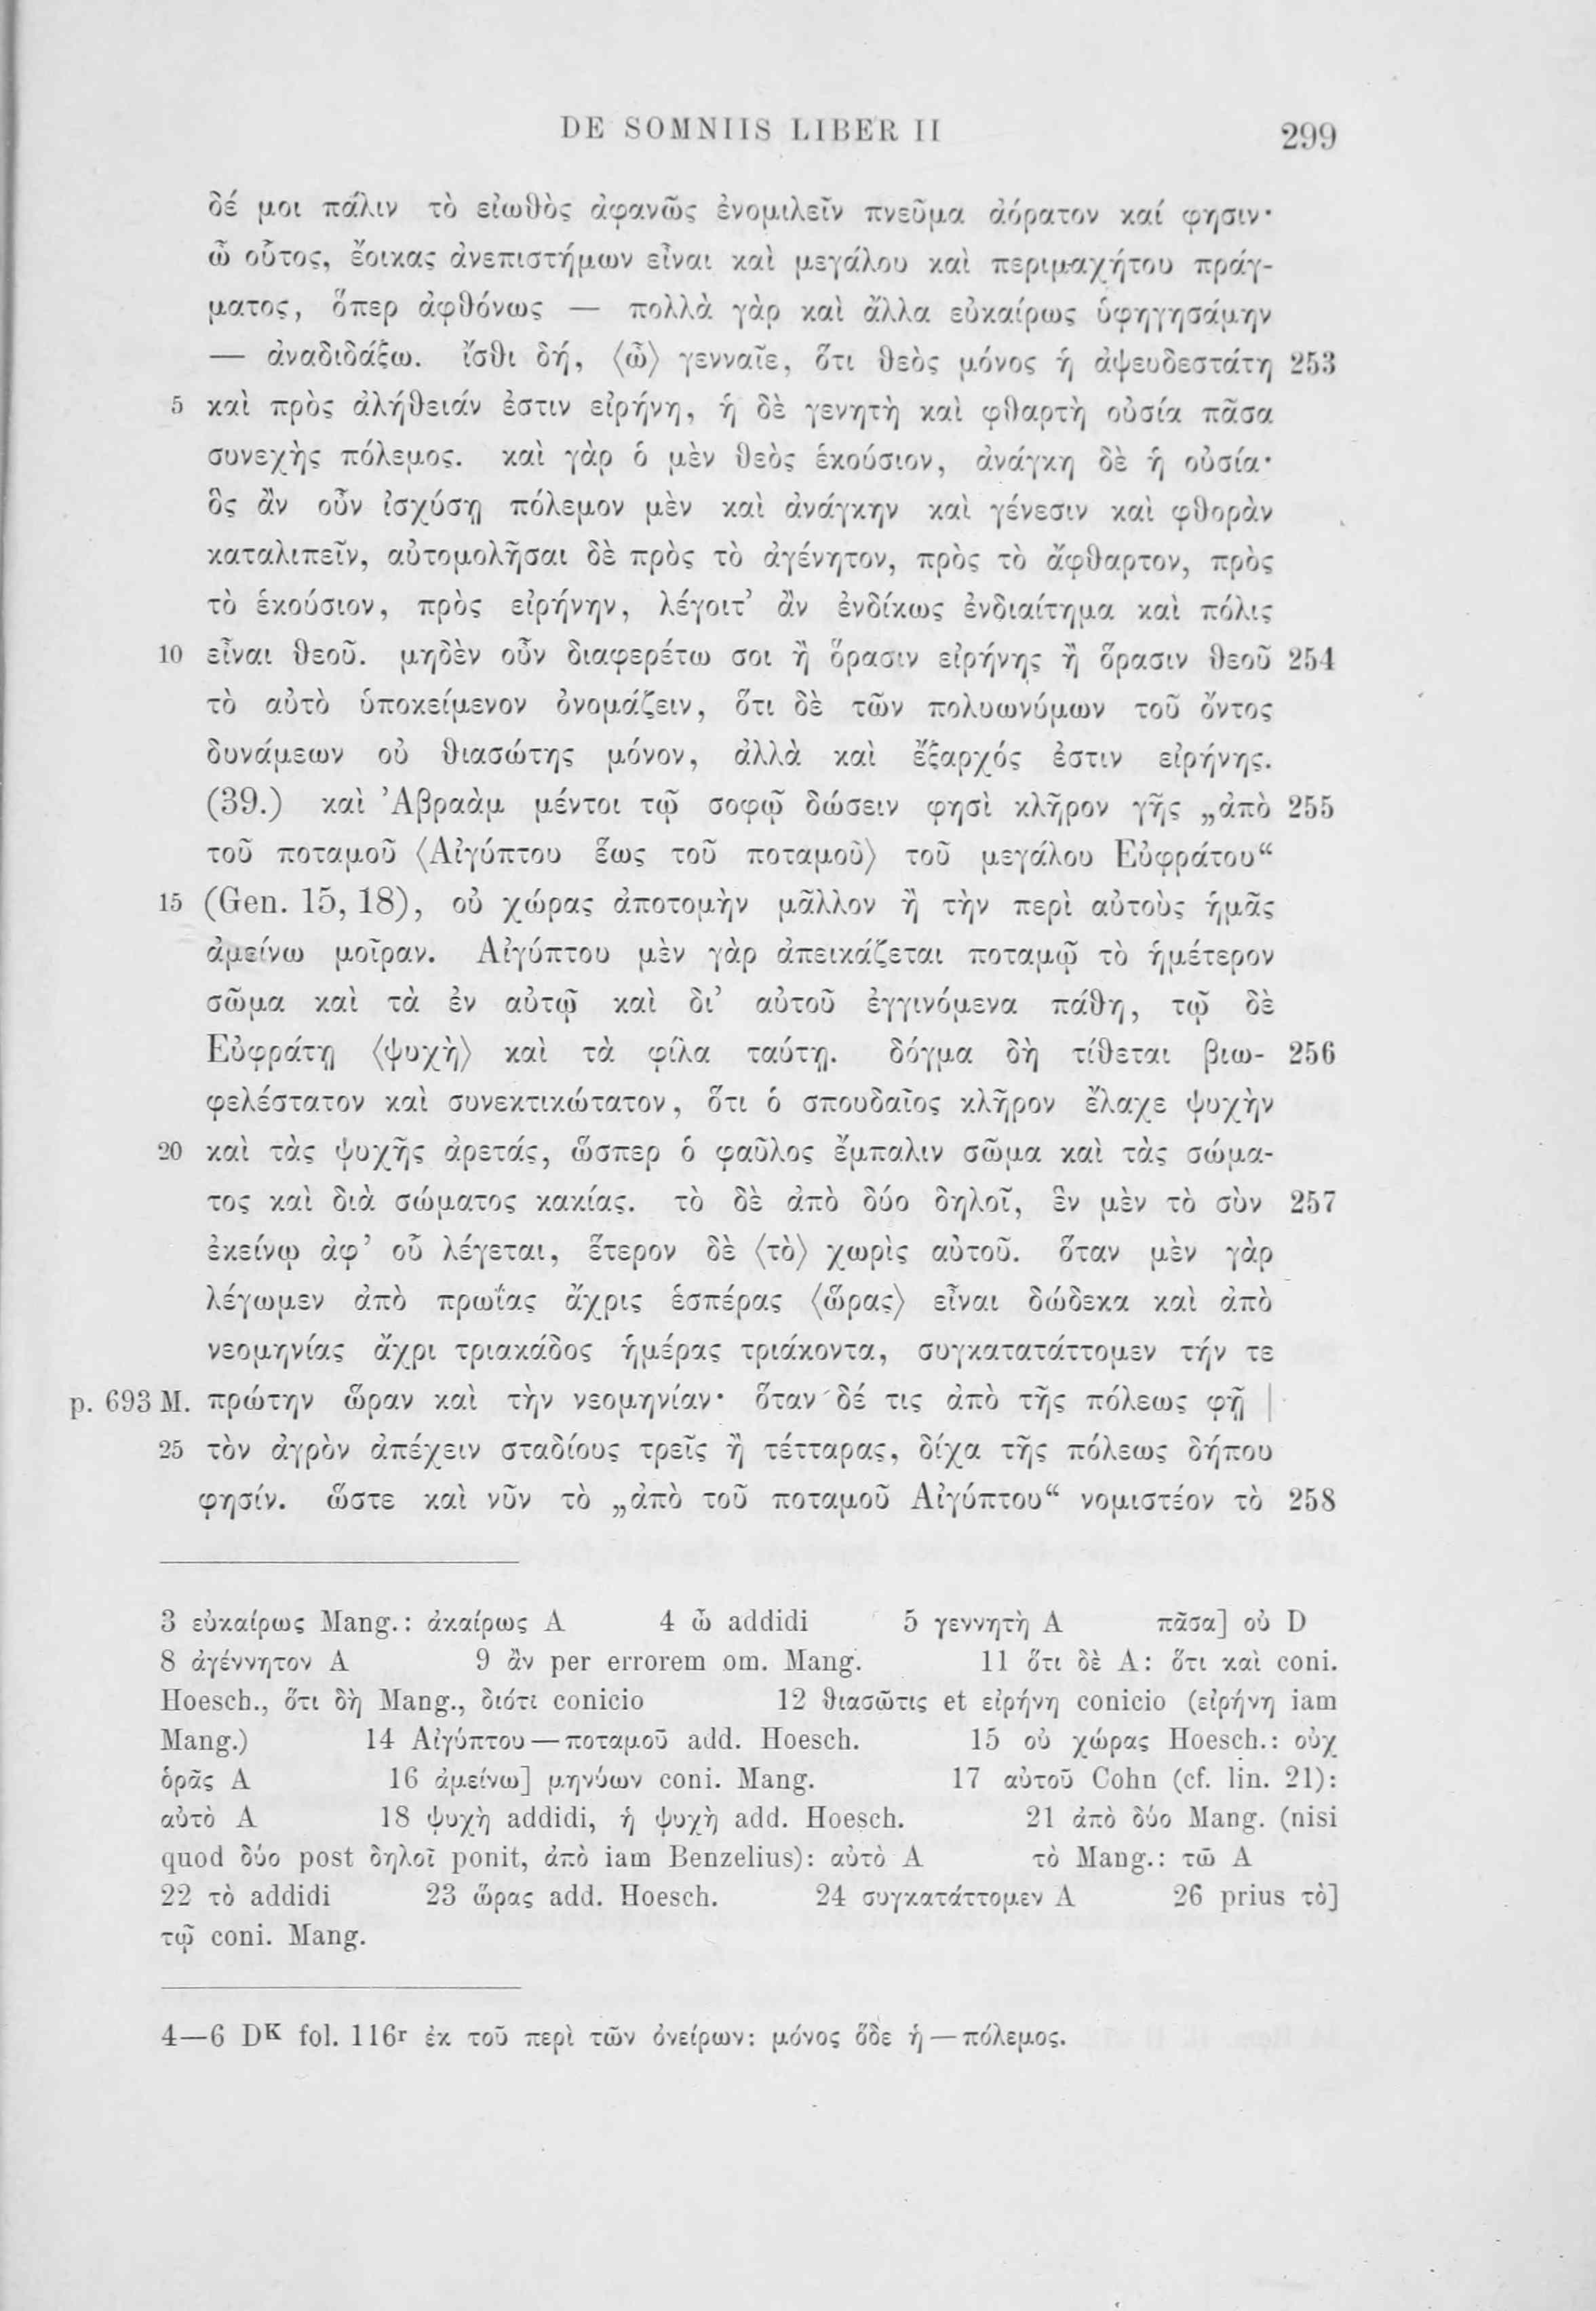 DE SOMNIIS LIBER II 299
δέ μοι πάλιν τὸ εἰωθὸς ἀφανῶς ἐνομιλεῖν πνεῦμα ἀόρατον καί φησιν·
ὦ οὗτος, ἔοικας ἀνεπιστήμων εἶναι καὶ μεγάλου καὶ περιμαχήτου πράγ-
ματος, ὅπερ ἀφθόνως — πολλὰ γὰρ καὶ ἄλλα εὐκαίρως ὑφηγησάμην
— ἀναδιδάξω. ἴσθι δή, ⟨ὦ⟩ γενναῖε, ὅτι θεὸς μόνος ἡ ἀψευδεστάτη 253
5 καὶ πρὸς ἀλήθειάν ἐστιν εἰρήνη, ἡ δὲ γενητὴ καὶ φθαρτὴ οὐσία πᾶσα
συνεχὴς πόλεμος. καὶ γὰρ ὁ μὲν θεὸς ἑκούσιον, ἀνάγκη δὲ ἡ οὐσία·
ὃς ἂν οὖν ἰσχύσῃ πόλεμον μὲν καὶ ἀνάγκην καὶ γένεσιν καὶ φθορὰν
καταλιπεῖν, αὐτομολῆσαι δὲ πρὸς τὸ ἀγένητον, πρὸς τὸ ἄφθαρτον, πρὸς
τὸ ἑκούσιον, πρὸς εἰρήνην, λέγοιτ’ ἂν ἐνδίκως ἐνδιαίτημα καὶ πόλις
10 εἶναι θεοῦ. μηδὲν οὖν διαφερέτω σοι ἢ ὅρασιν εἰρήνης ἢ ὅρασιν θεοῦ 254
τὸ αὐτὸ ὑποκείμενον ὀνομάζειν, ὅτι δὲ τῶν πολυωνύμων τοῦ ὄντος
δυνάμεων οὐ θιασώτης μόνον, ἀλλὰ καὶ ἔξαρχός ἐστιν εἰρήνης.
(39.) καὶ Ἀβραὰμ μέντοι τῷ σοφῷ δώσειν φησὶ κλῆρον γῆς „ἀπὸ 255
τοῦ ποταμοῦ ⟨Αἰγύπτου ἕως τοῦ ποταμοῦ⟩ τοῦ μεγάλου Εὐφράτου“
15 (Gen. 15, 18), οὐ χώρας ἀποτομὴν μᾶλλον ἢ τὴν περὶ αὐτοὺς ἡμᾶς
ἀμείνω μοῖραν. Αἰγύπτου μὲν γὰρ ἀπεικάζεται ποταμῷ τὸ ἡμέτερον
σῶμα καὶ τὰ ἐν αὐτῷ καὶ δι’ αὐτοῦ ἐγγινόμενα πάθη, τῷ δὲ
Εὐφράτῃ ⟨ψυχὴ⟩ καὶ τὰ φίλα ταύτῃ. δόγμα δὴ τίθεται βιω- 256
φελέστατον καὶ συνεκτικώτατον, ὅτι ὁ σπουδαῖος κλῆρον ἔλαχε ψυχὴν
20 καὶ τὰς ψυχῆς ἀρετάς, ὥσπερ ὁ φαῦλος ἔμπαλιν σῶμα καὶ τὰς σώμα-
τος καὶ διὰ σώματος κακίας. τὸ δὲ ἀπὸ δύο δηλοῖ, ἓν μὲν τὸ σὺν 257
ἐκείνῳ ἀφ’ οὗ λέγεται, ἕτερον δὲ ⟨τὸ⟩ χωρὶς αὐτοῦ. ὅταν μὲν γὰρ
λέγωμεν ἀπὸ πρωΐας ἄχρις ἑσπέρας ⟨ὥρας⟩ εἶναι δώδεκα καὶ ἀπὸ
νεομηνίας ἄχρι τριακάδος ἡμέρας τριάκοντα, συγκατατάττομεν τήν τε
p. 693 M. πρώτην ὥραν καὶ τὴν νεομηνίαν· ὅταν δέ τις ἀπὸ τῆς πόλεως φῇ |
25 τὸν ἀγρὸν ἀπέχειν σταδίους τρεῖς ἢ τέτταρας, δίχα τῆς πόλεως δήπου
φησίν. ὥστε καὶ νῦν τὸ „ἀπὸ τοῦ ποταμοῦ Αἰγύπτου“ νομιστέον τὸ 258
3 εὐκαίρως Mang.: ἀκαίρως A 4 ὦ addidi 5 γεννητὴ A πᾶσα] οὐ D
8 ἀγέννητον A 9 ἂν per errorem om. Mang. 11 ὅτι δὲ A: ὅτι καὶ coni.
Hoesch., ὅτι δὴ Mang., διότι conicio 12 θιασῶτις et εἰρήνη conicio (εἰρήνη iam
Mang.) 14 Αἰγύπτου — ποταμοῦ add. Hoesch. 15 οὐ χώρας Hoesch.: οὐχ
ὁρᾷς A 16 ἀμείνω] μηνύων coni. Mang. 17 αὐτοῦ Cohn (cf. lin. 21):
αὐτὸ A 18 ψυχὴ addidi, ἡ ψυχὴ add. Hoesch. 21 ἀπὸ δύο Mang. (nisi
quod δύο post δηλοῖ ponit, ἀπὸ iam Benzelius): αὐτὸ A τὸ Mang.: τῶ A
22 τὸ addidi 23 ὥρας add. Hoesch. 24 συγκατάττομεν A 26 prius τὸ]
τῷ coni. Mang.
4—6 DK fol. 116r ἐκ τοῦ περὶ τῶν ὀνείρων: μόνος ὅδε ἡ — πόλεμος.